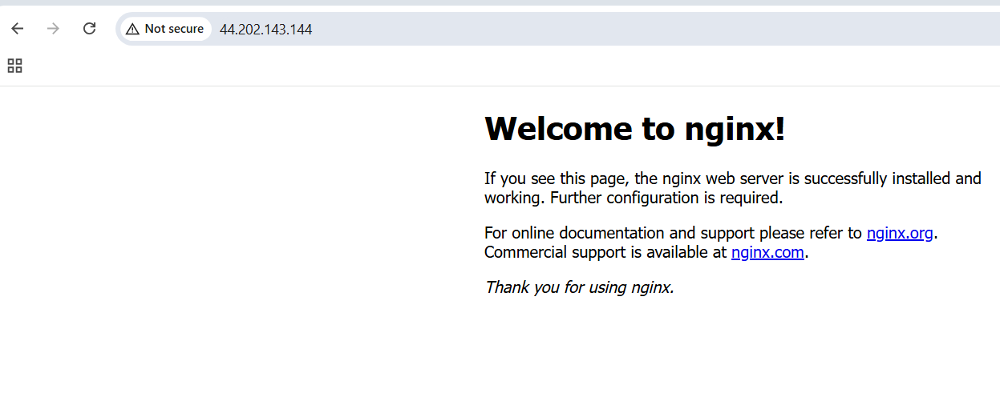 Not secure 44.202.143.144
Welcome to nginx!
If you see this page, the nginx web server is successfully installed and
working. Further configuration is required.
For online documentation and support please refer to nginx.org.
Commercial support is available at nginx.com.
Thank you for using nginx.